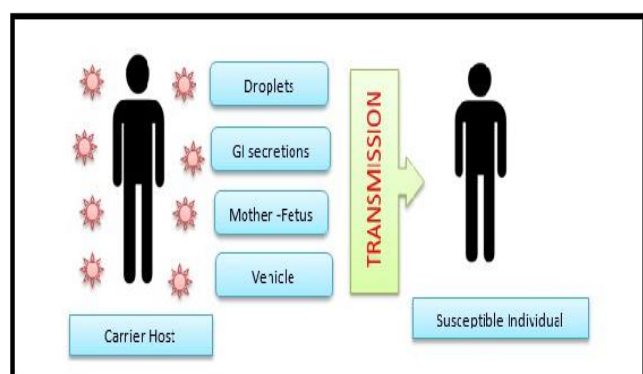 Droplets
GI secretions
Mother -Fetus
Vehicle
TRANSMISSION
Carrier Host
Susceptible Individual